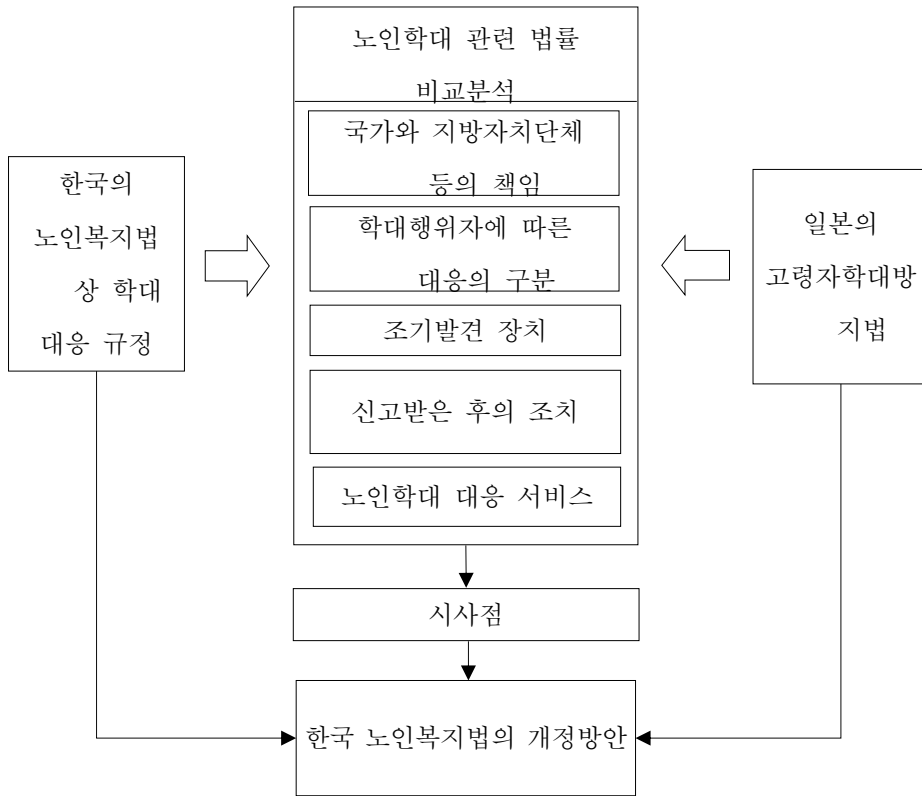 노인학대 관련 법률
비교분석
국가와 지방자치단체
등의 책임
학대행위자에 따른
대응의 구분
조기발견 장치
신고받은 후의 조치
노인학대 대응 서비스
한국의
노인복지법
상 학대
대응 규정
일본의
고령자학대방
지법
시사점
한국 노인복지법의 개정방안